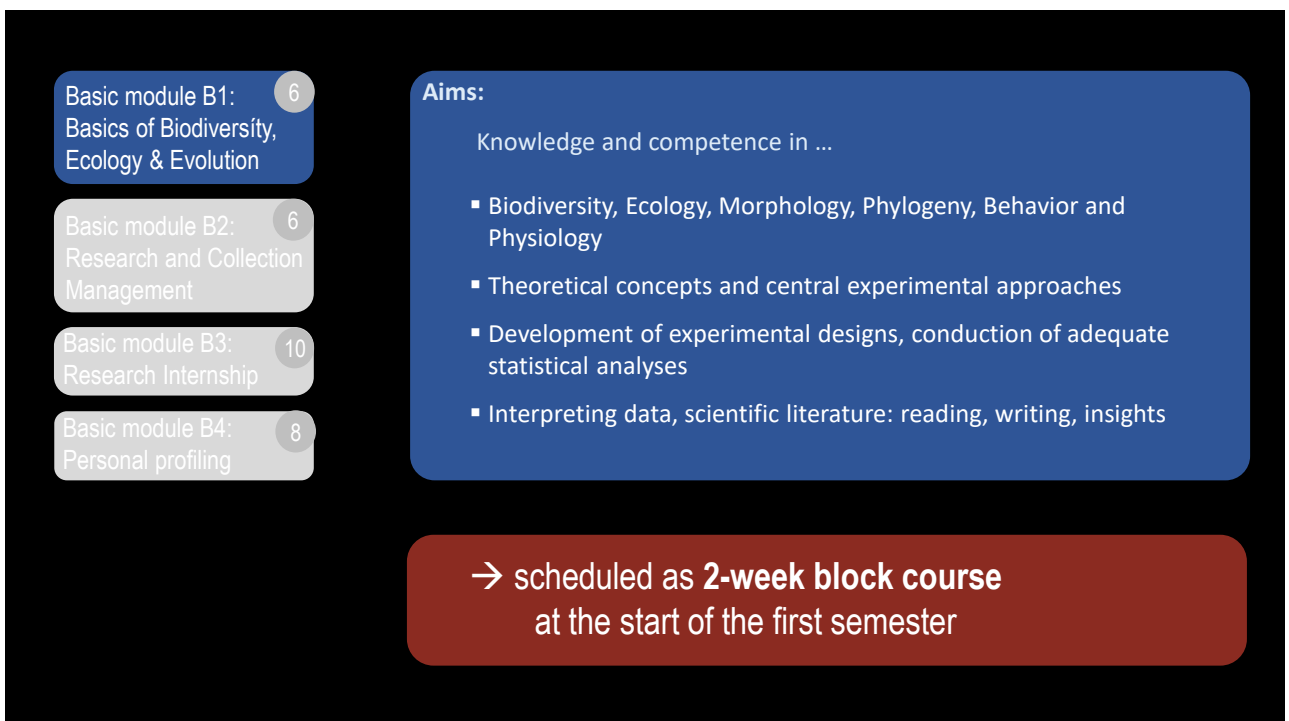 Basic module B1:
6
Basics of Biodiversíty,
Ecology & Evolution
Basic module B2:
6
Research and Collection
Management
Basic module B3:
10
Research Internship
Basic module B4:
8
Personal profiling
Aims:
Knowledge and competence in …
▪ Biodiversity, Ecology, Morphology, Phylogeny, Behavior and
Physiology
▪ Theoretical concepts and central experimental approaches
▪ Development of experimental designs, conduction of adequate
statistical analyses
▪ Interpreting data, scientific literature: reading, writing, insights
→ scheduled as 2-week block course
at the start of the first semester